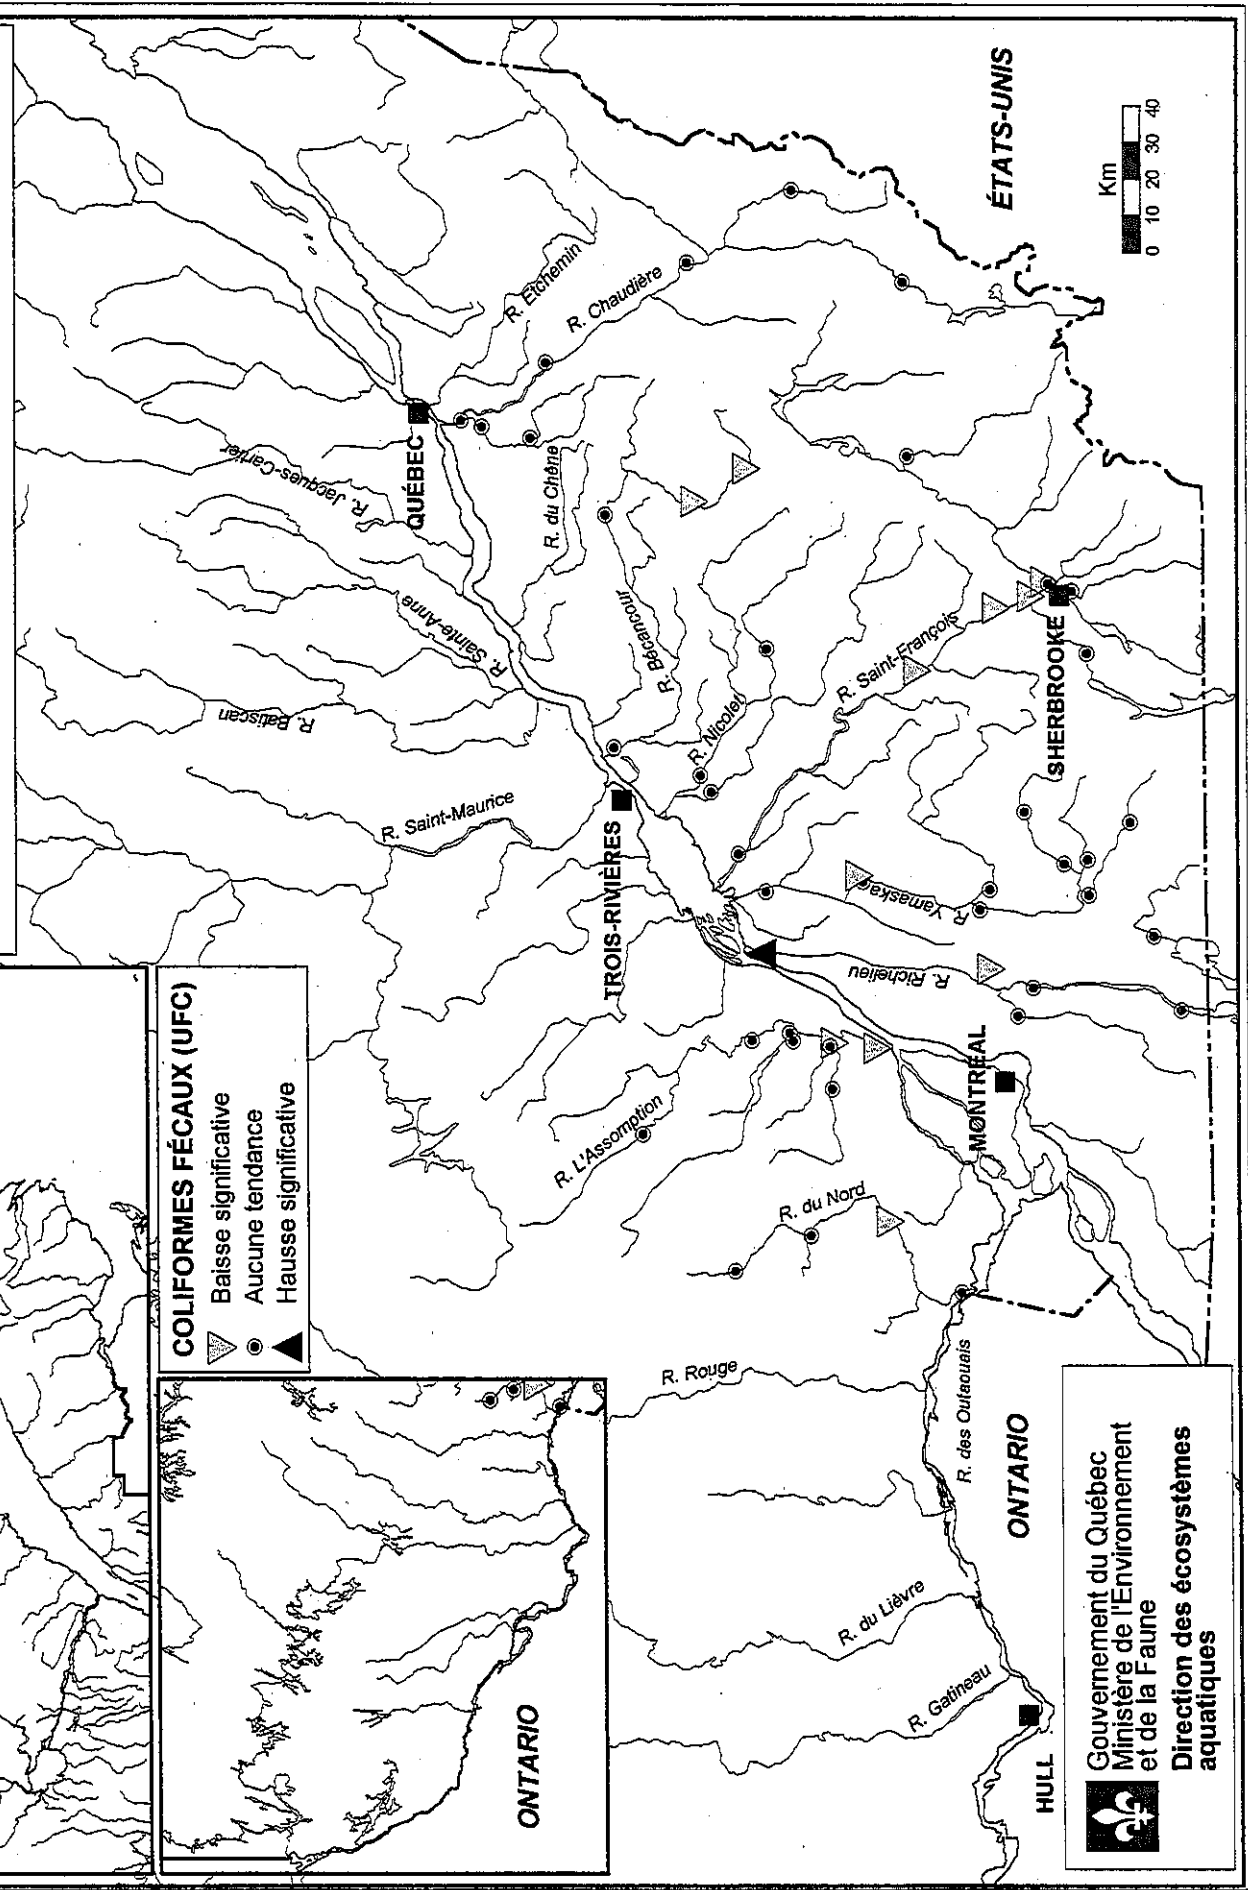 COLIFORMES FÉCAUX (UFC)
Baisse significative
Aucune tendance
Hausse significative
ONTARIO
R. Jacques-Cartier
R. Sainte-Anne
R. Batiscan
R. Saint-Maurice
QUÉBEC
R. Etchemin
R. Chaudière
R. du Chêne
R. Bécancour
R. Nicolet
TROIS-RIVIÈRES
R. Saint-François
R. Yamaska
R. Richelieu
SHERBROOKE
R. L'Assomption
R. du Nord
MONTRÉAL
R. Rouge
R. des Outaouais
R. du Lièvre
R. Gatineau
HULL
ONTARIO
ÉTATS-UNIS
Km
0 10 20 30 40
Gouvernement du Québec
Ministère de l'Environnement
et de la Faune
Direction des écosystèmes
aquatiques